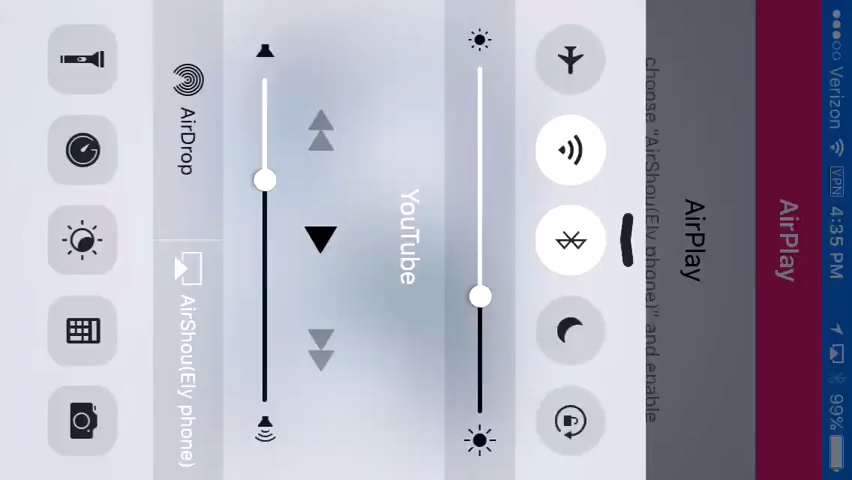 Verizon VPN 4:35 PM 99%
AirPlay
AirPlay
choose "AirShou(Ely phone)" and enable
YouTube
AirDrop
AirShou(Ely phone)